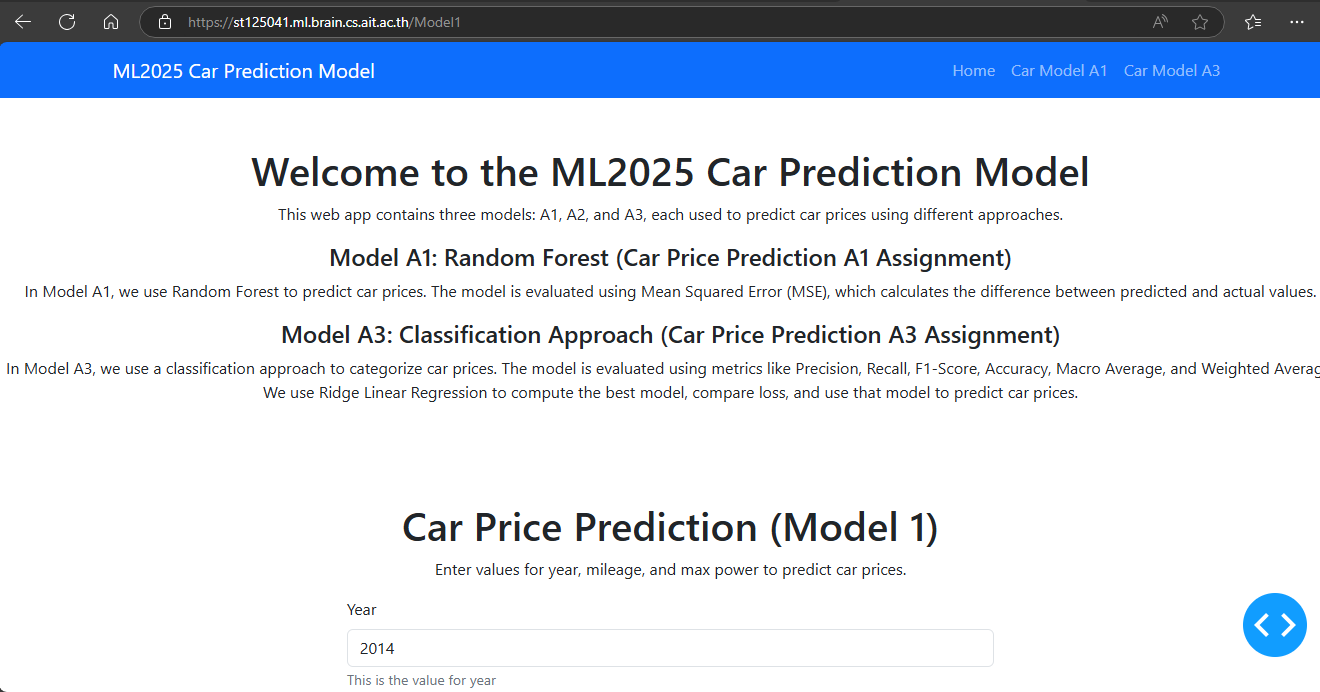 https://st125041.ml.brain.cs.ait.ac.th/Model1
ML2025 Car Prediction Model Home Car Model A1 Car Model A3
Welcome to the ML2025 Car Prediction Model
This web app contains three models: A1, A2, and A3, each used to predict car prices using different approaches.
Model A1: Random Forest (Car Price Prediction A1 Assignment)
In Model A1, we use Random Forest to predict car prices. The model is evaluated using Mean Squared Error (MSE), which calculates the difference between predicted and actual values.
Model A3: Classification Approach (Car Price Prediction A3 Assignment)
In Model A3, we use a classification approach to categorize car prices. The model is evaluated using metrics like Precision, Recall, F1-Score, Accuracy, Macro Average, and Weighted Averag
We use Ridge Linear Regression to compute the best model, compare loss, and use that model to predict car prices.
Car Price Prediction (Model 1)
Enter values for year, mileage, and max power to predict car prices.
Year
2014
This is the value for year